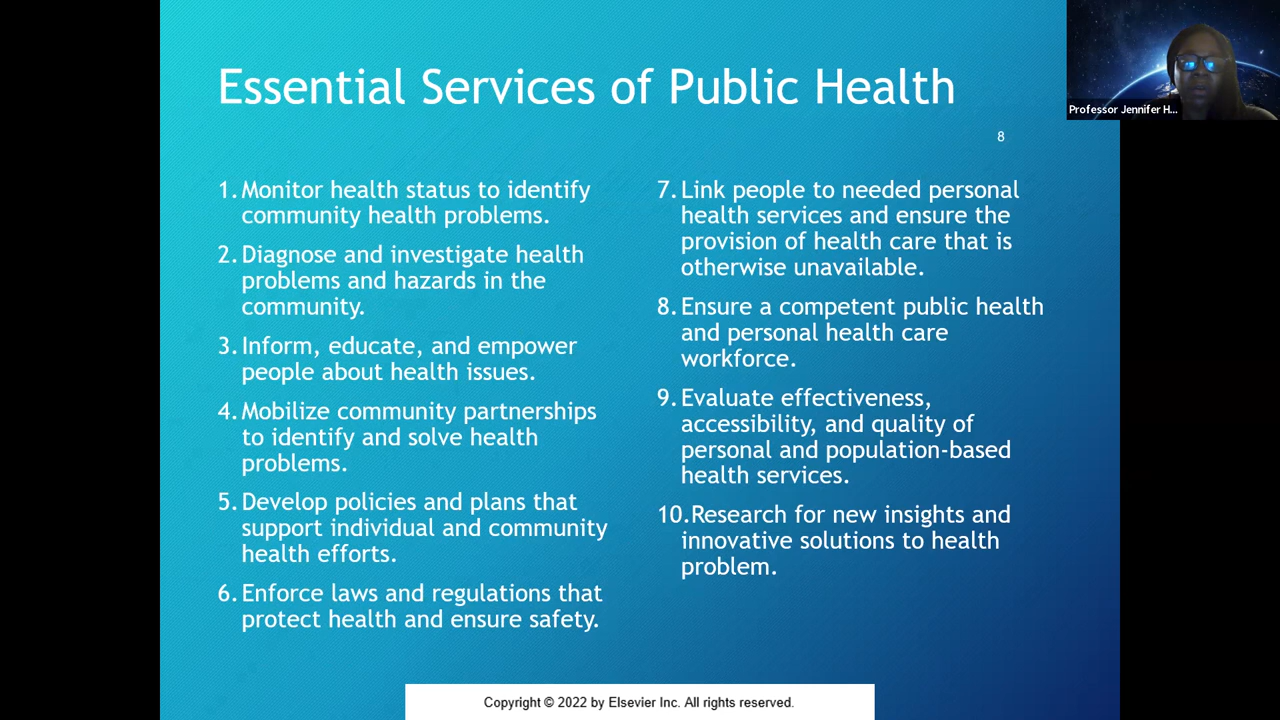 Essential Services of Public Health
Professor Jennifer H...
8
1. Monitor health status to identify
community health problems.
2. Diagnose and investigate health
problems and hazards in the
community.
3. Inform, educate, and empower
people about health issues.
4. Mobilize community partnerships
to identify and solve health
problems.
5. Develop policies and plans that
support individual and community
health efforts.
6. Enforce laws and regulations that
protect health and ensure safety.
7. Link people to needed personal
health services and ensure the
provision of health care that is
otherwise unavailable.
8. Ensure a competent public health
and personal health care
workforce.
9. Evaluate effectiveness,
accessibility, and quality of
personal and population-based
health services.
10.Research for new insights and
innovative solutions to health
problem.
Copyright © 2022 by Elsevier Inc. All rights reserved.